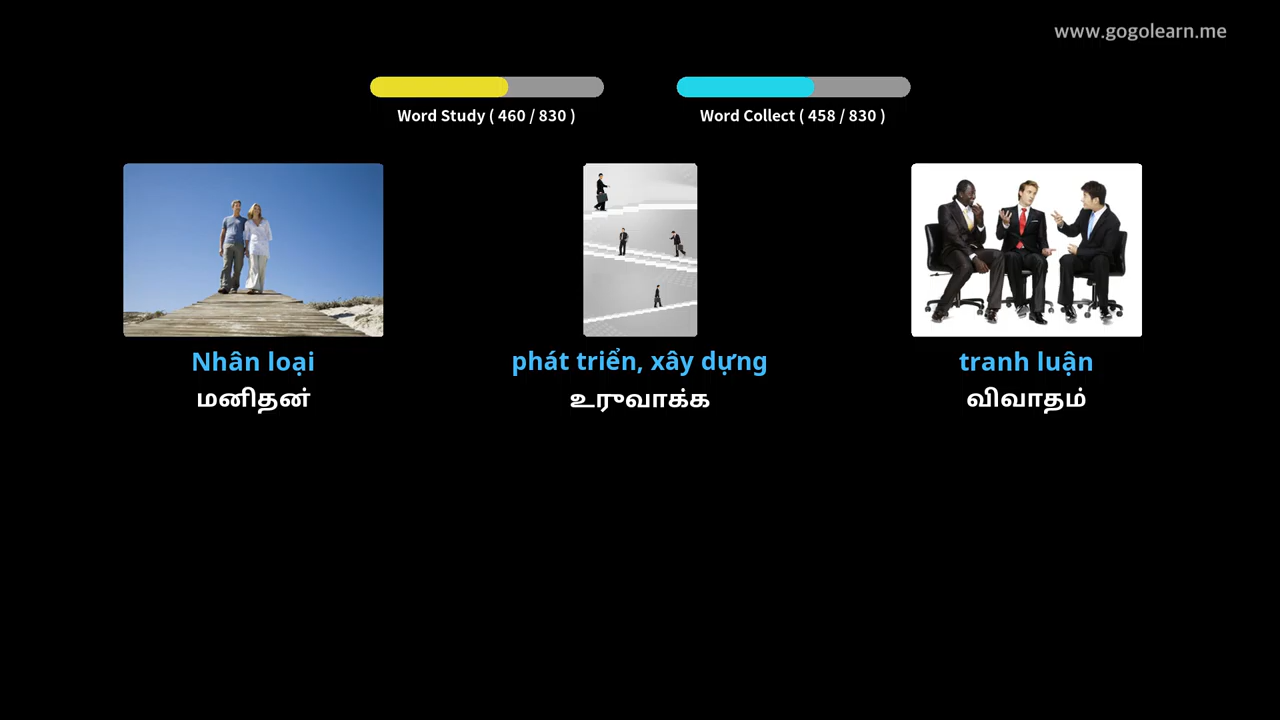 www.gogolearn.me
Word Study ( 460 / 830 )
Word Collect ( 458 / 830 )
Nhân loại
மனிதன்
phát triển, xây dựng
உருவாக்க
tranh luận
விவாதம்